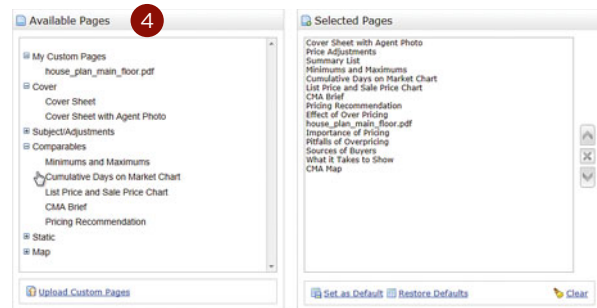 Available Pages
4
My Custom Pages
house_plan_main_floor.pdf
Cover
Cover Sheet
Cover Sheet with Agent Photo
Subject/Adjustments
Comparables
Minimums and Maximums
Cumulative Days on Market Chart
List Price and Sale Price Chart
CMA Brief
Pricing Recommendation
Static
Map
Upload Custom Pages
Selected Pages
Cover Sheet with Agent Photo
Price Adjustments
Summary List
Minimums and Maximums
Cumulative Days on Market Chart
List Price and Sale Price Chart
CMA Brief
Pricing Recommendation
Effect of Over Pricing
house_plan_main_floor.pdf
Importance of Pricing
Pitfalls of Overpricing
Sources of Buyers
What it Takes to Show
CMA Map
Set as Default Restore Defaults Clear